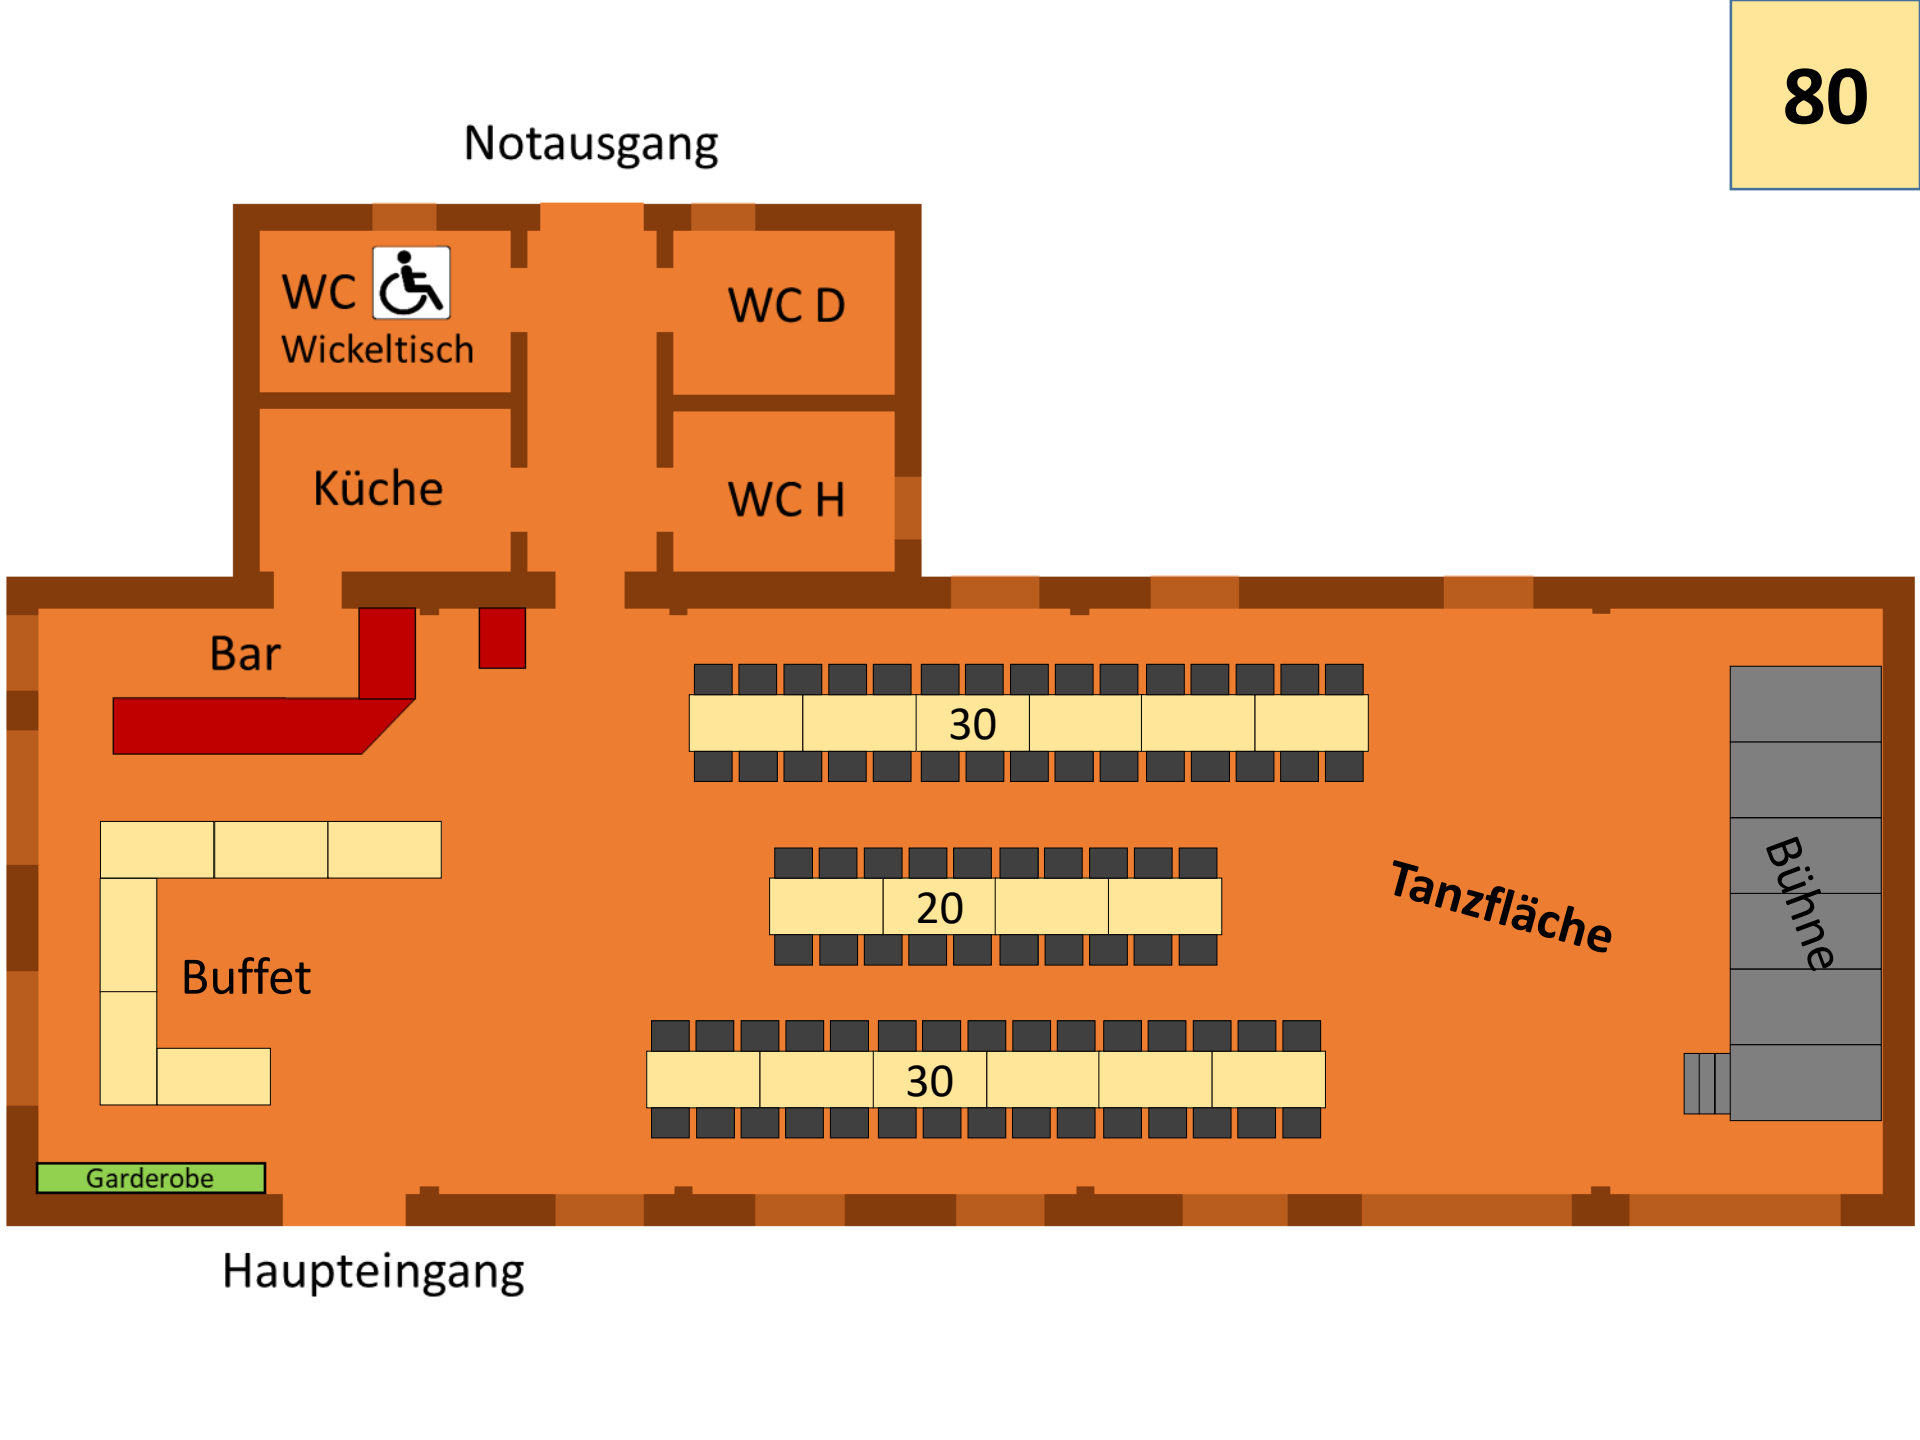 80
Notausgang
WC
Wickeltisch
WC D
Küche
WC H
Bar
30
20
Tanzfläche
Bühne
Buffet
30
Garderobe
Haupteingang